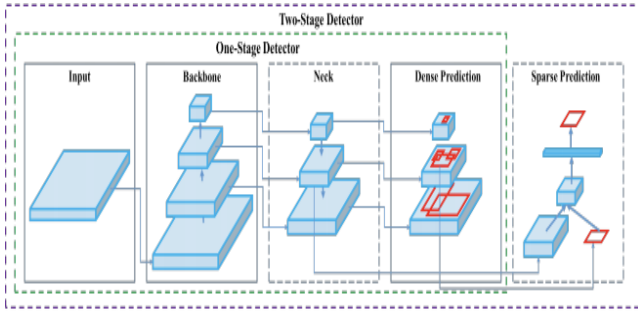 Two-Stage Detector
One-Stage Detector
Input
Backbone
Neck
Dense Prediction
Sparse Prediction